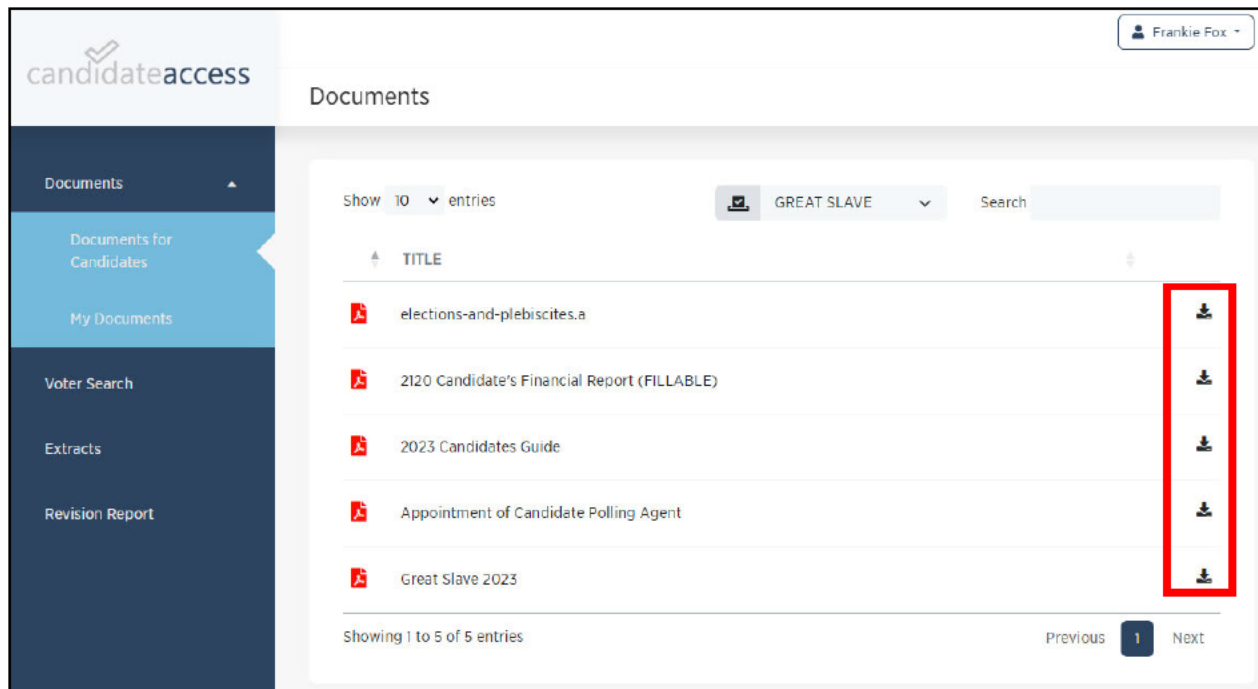 Frankie Fox
candidateaccess
Documents
Documents
Show 10 entries
GREAT SLAVE
Search
Documents for
Candidates
My Documents
Voter Search
Extracts
Revision Report
TITLE
elections-and-plebiscites.a
2120 Candidate's Financial Report (FILLABLE)
2023 Candidates Guide
Appointment of Candidate Polling Agent
Great Slave 2023
Showing 1 to 5 of 5 entries
Previous 1 Next